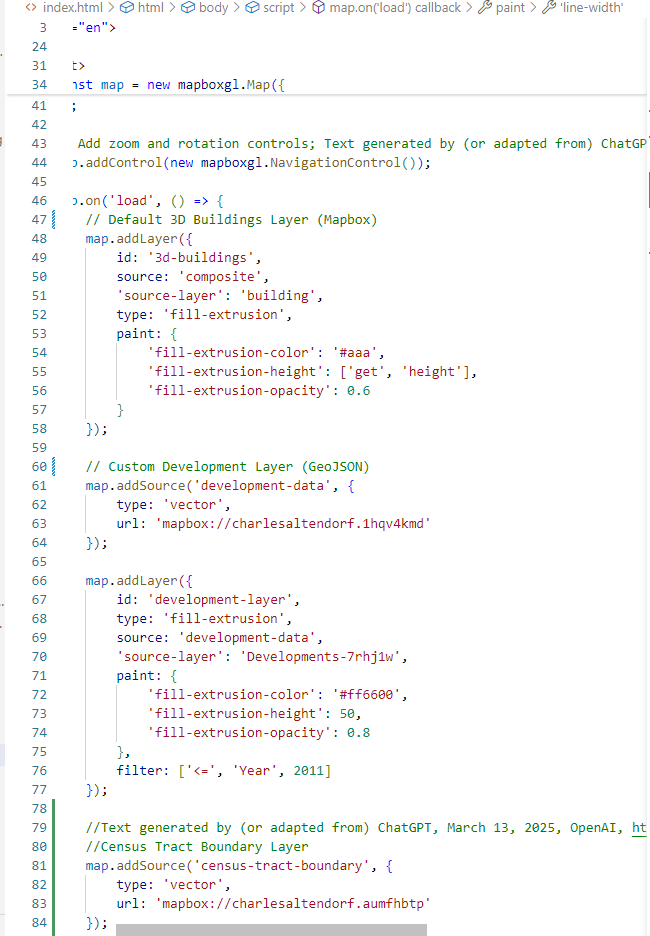 <> index.html > html > body > script > map.on('load') callback > paint > 'line-width'
3 ="en">
24
31 t>
34 nst map = new mapboxgl.Map({
41 ;
42
43 Add zoom and rotation controls; Text generated by (or adapted from) ChatGP
44 .addControl(new mapboxgl.NavigationControl());
45
46 .on('load', () => {
47 // Default 3D Buildings Layer (Mapbox)
48 map.addLayer({
49 id: '3d-buildings',
50 source: 'composite',
51 'source-layer': 'building',
52 type: 'fill-extrusion',
53 paint: {
54 'fill-extrusion-color': '#aaa',
55 'fill-extrusion-height': ['get', 'height'],
56 'fill-extrusion-opacity': 0.6
57 }
58 });
59
60 // Custom Development Layer (GeoJSON)
61 map.addSource('development-data', {
62 type: 'vector',
63 url: 'mapbox://charlesaltendorf.1hqv4kmd'
64 });
65
66 map.addLayer({
67 id: 'development-layer',
68 type: 'fill-extrusion',
69 source: 'development-data',
70 'source-layer': 'Developments-7rhj1w',
71 paint: {
72 'fill-extrusion-color': '#ff6600',
73 'fill-extrusion-height': 50,
74 'fill-extrusion-opacity': 0.8
75 },
76 filter: ['<=', 'Year', 2011]
77 });
78
79 //Text generated by (or adapted from) ChatGPT, March 13, 2025, OpenAI, ht
80 //Census Tract Boundary Layer
81 map.addSource('census-tract-boundary', {
82 type: 'vector',
83 url: 'mapbox://charlesaltendorf.aumfhbtp'
84 });